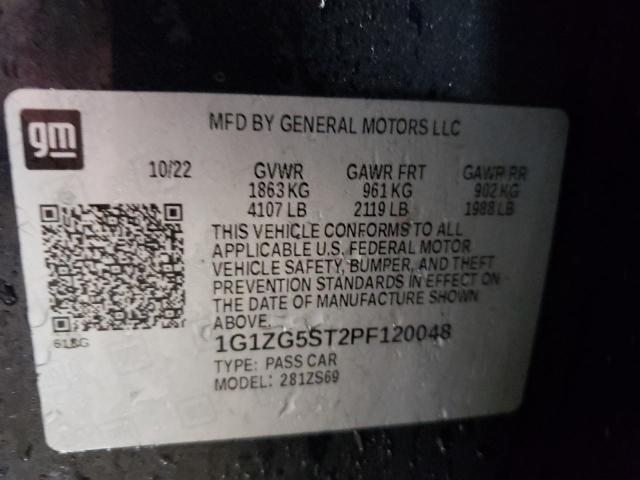 gm
MFD BY GENERAL MOTORS LLC
10/22 GVWR GAWR FRT GAWR RR
1863 KG 961 KG 902 KG
4107 LB 2119 LB 1988 LB
THIS VEHICLE CONFORMS TO ALL
APPLICABLE U.S. FEDERAL MOTOR
VEHICLE SAFETY, BUMPER, AND THEFT
PREVENTION STANDARDS IN EFFECT ON
THE DATE OF MANUFACTURE SHOWN
ABOVE.
1G1ZG5ST2PF120048
TYPE: PASS CAR
MODEL: 281ZS69